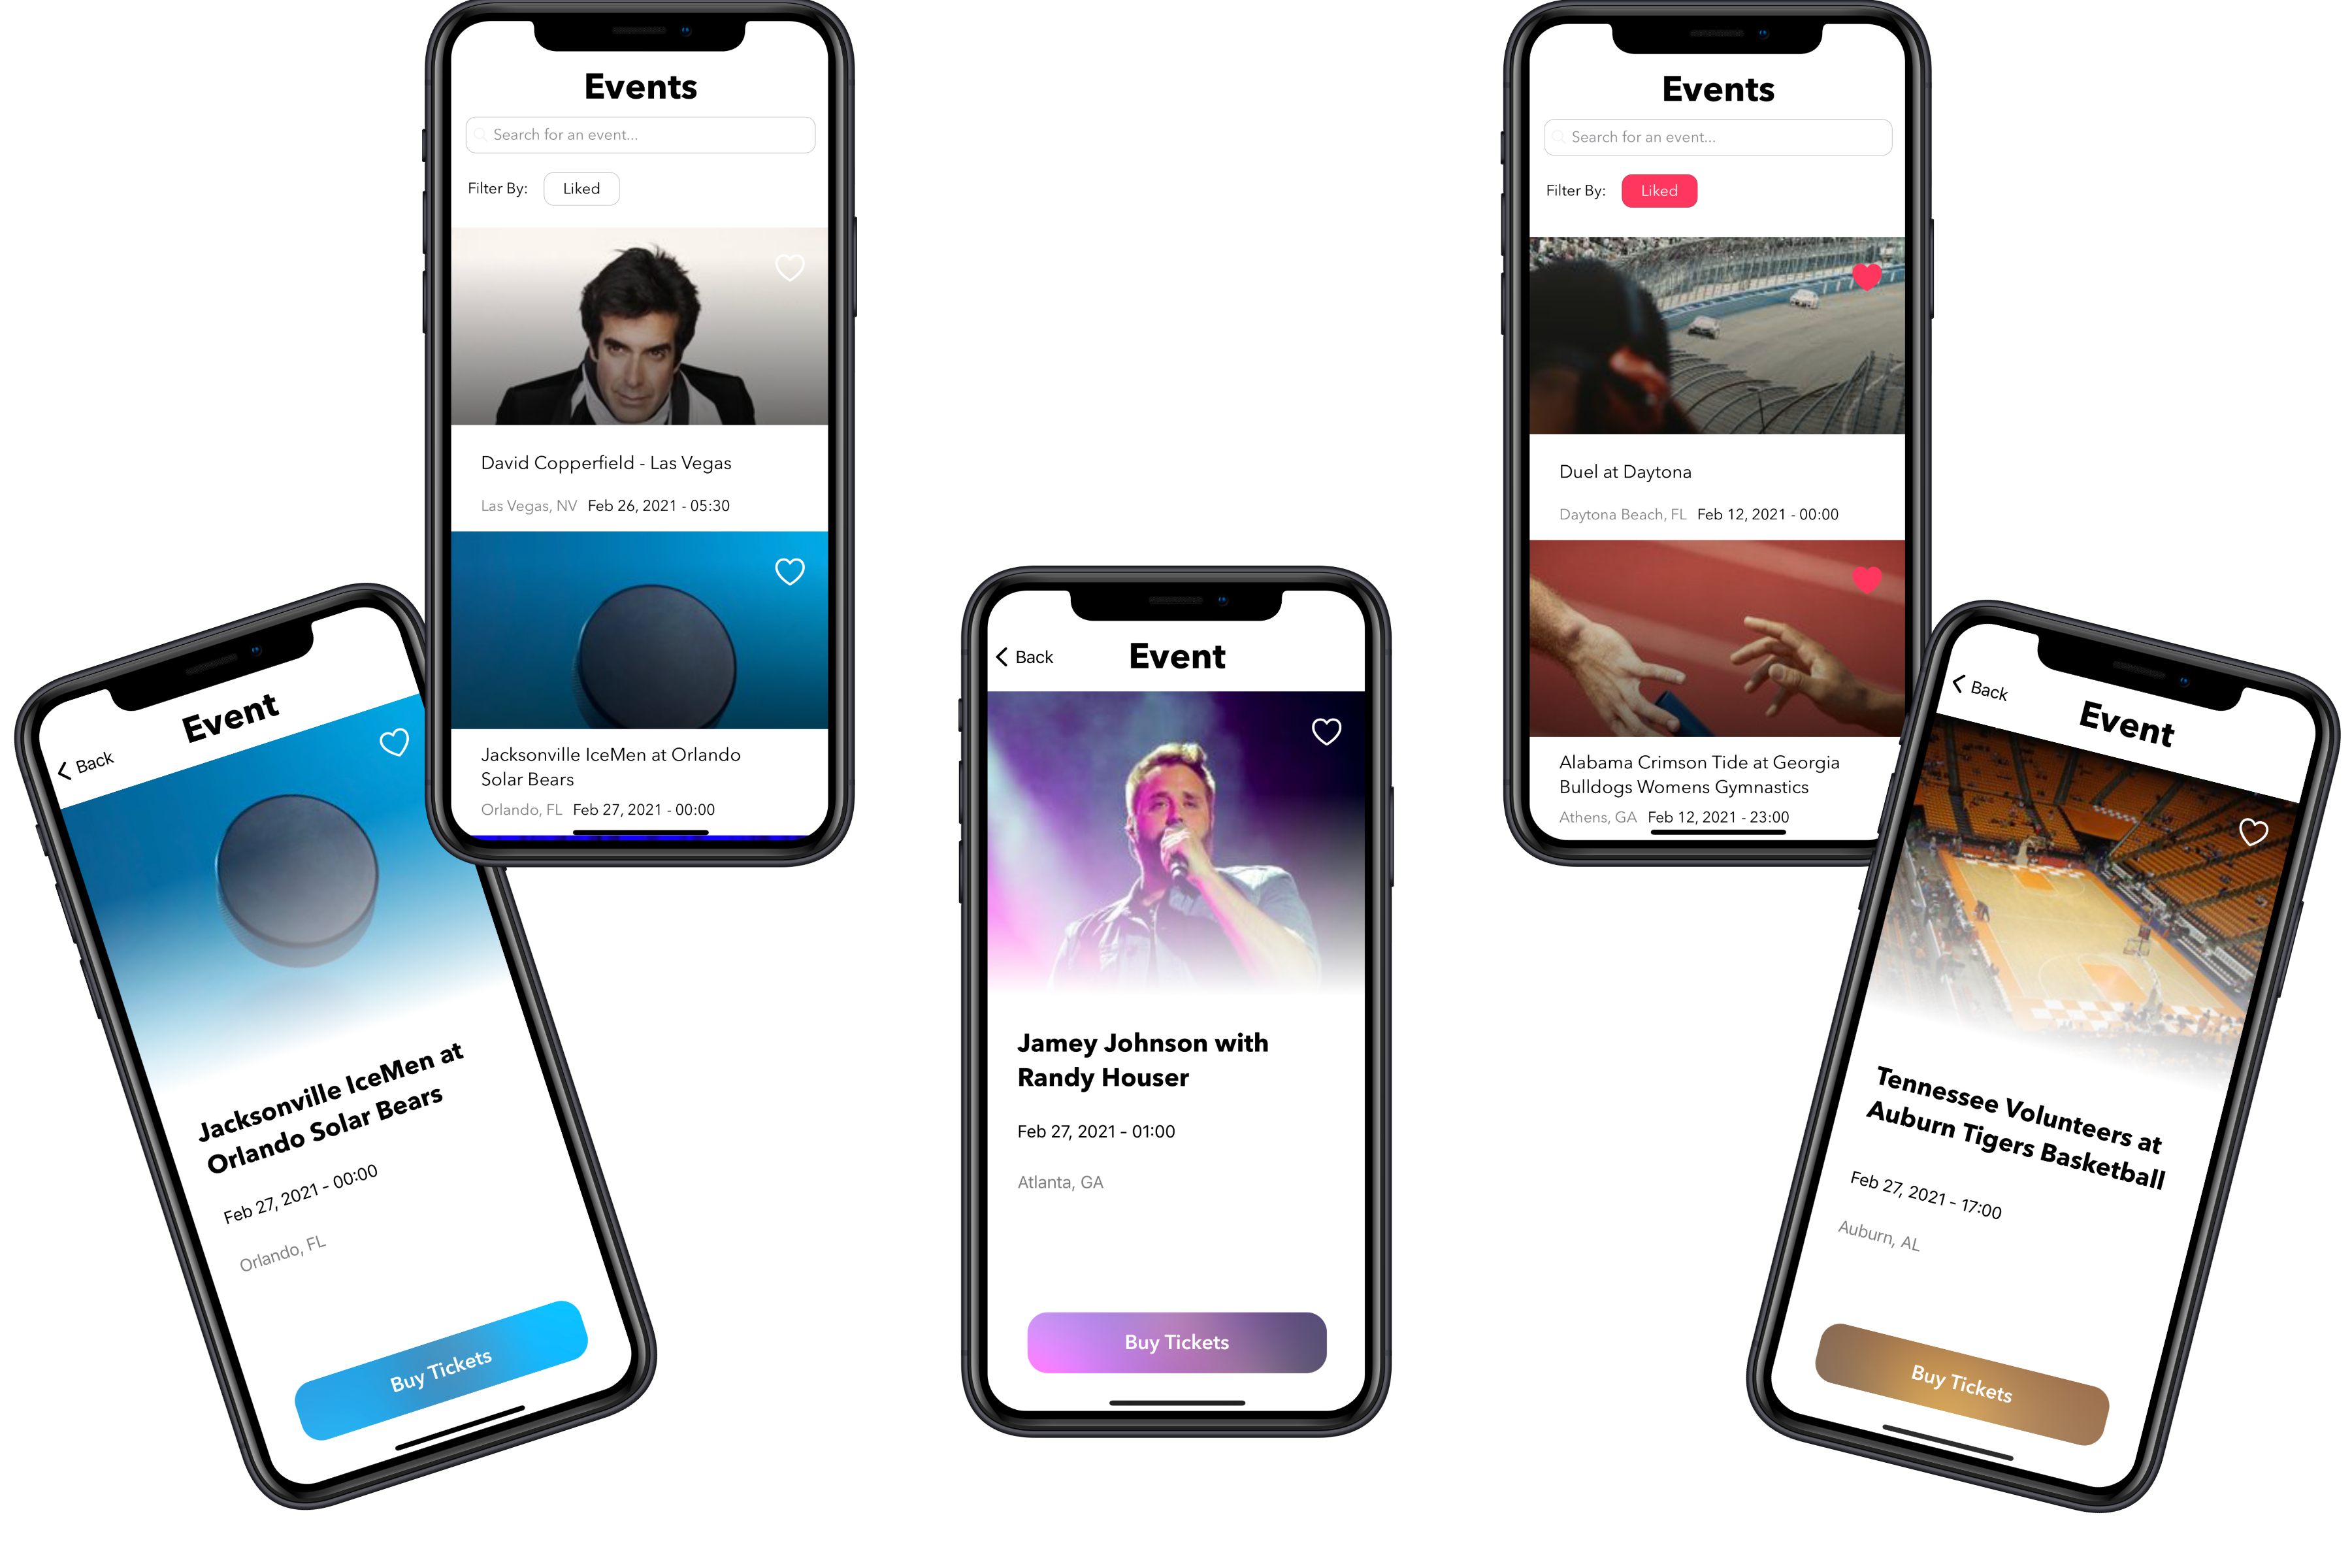 Events
Search for an event...
Filter By: Liked
David Copperfield - Las Vegas
Las Vegas, NV Feb 26, 2021 - 05:30
Jacksonville IceMen at Orlando
Solar Bears
Orlando, FL Feb 27, 2021 - 00:00
Events
Search for an event...
Filter By: Liked
Duel at Daytona
Daytona Beach, FL Feb 12, 2021 - 00:00
Alabama Crimson Tide at Georgia
Bulldogs Womens Gymnastics
Athens, GA Feb 12, 2021 - 23:00
Back Event
Jacksonville IceMen at
Orlando Solar Bears
Feb 27, 2021 - 00:00
Orlando, FL
Buy Tickets
Back Event
Jamey Johnson with
Randy Houser
Feb 27, 2021 - 01:00
Atlanta, GA
Buy Tickets
Back Event
Tennessee Volunteers at
Auburn Tigers Basketball
Feb 27, 2021 - 17:00
Auburn, AL
Buy Tickets